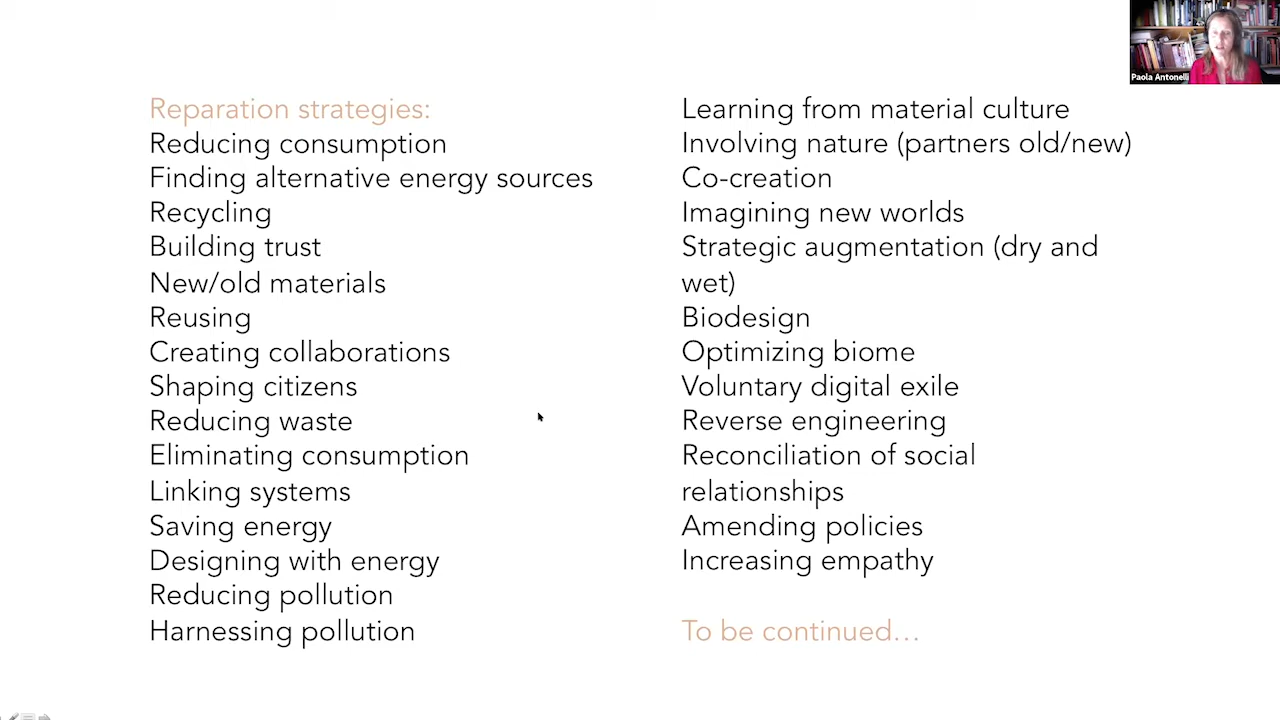 Reparation strategies:
Reducing consumption
Finding alternative energy sources
Recycling
Building trust
New/old materials
Reusing
Creating collaborations
Shaping citizens
Reducing waste
Eliminating consumption
Linking systems
Saving energy
Designing with energy
Reducing pollution
Harnessing pollution
Learning from material culture
Involving nature (partners old/new)
Co-creation
Imagining new worlds
Strategic augmentation (dry and
wet)
Biodesign
Optimizing biome
Voluntary digital exile
Reverse engineering
Reconciliation of social
relationships
Amending policies
Increasing empathy
To be continued…
Paola Antonelli